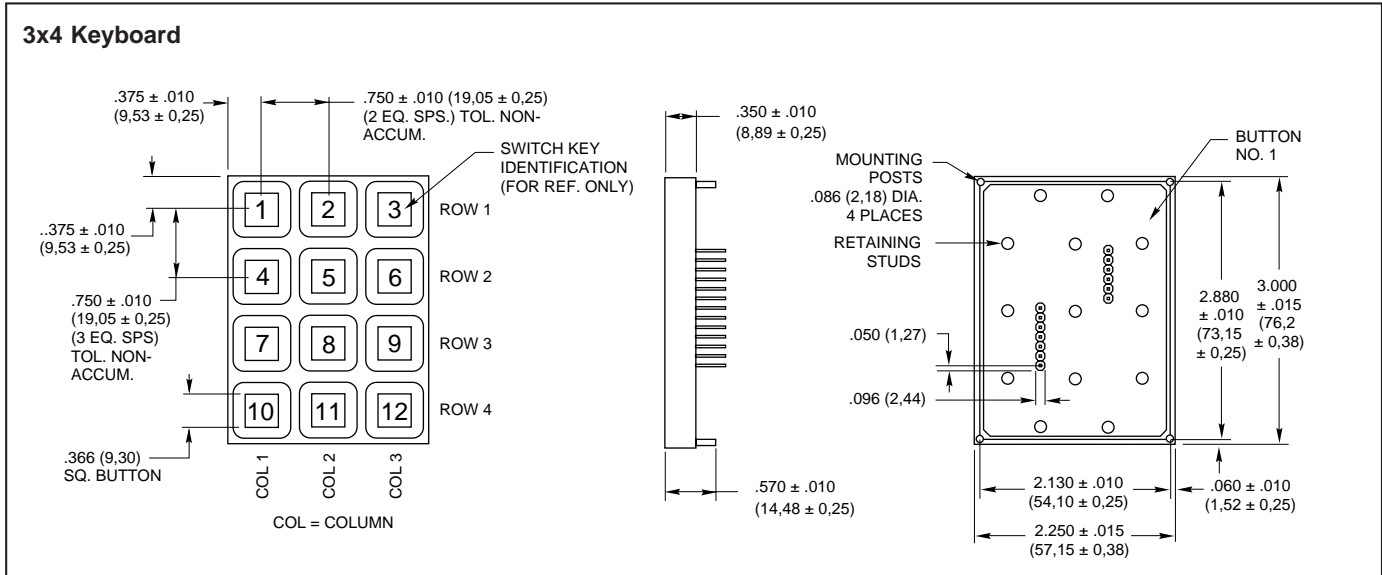 3x4 Keyboard
.375 ± .010
(9,53 ± 0,25)
.750 ± .010 (19,05 ± 0,25)
(2 EQ. SPS.) TOL. NON-
ACCUM.
SWITCH KEY
IDENTIFICATION
(FOR REF. ONLY)
1 2 3 ROW 1
..375 ± .010
(9,53 ± 0,25)
4 5 6 ROW 2
.750 ± .010
(19,05 ± 0,25)
(3 EQ. SPS)
TOL. NON-
ACCUM.
7 8 9 ROW 3
10 11 12 ROW 4
.366 (9,30)
SQ. BUTTON
COL 1
COL 2
COL 3
COL = COLUMN
.350 ± .010
(8,89 ± 0,25)
.570 ± .010
(14,48 ± 0,25)
MOUNTING
POSTS
.086 (2,18) DIA.
4 PLACES
RETAINING
STUDS
BUTTON
NO. 1
.050 (1,27)
.096 (2,44)
2.880
± .010
(73,15
± 0,25)
3.000
± .015
(76,2
± 0,38)
2.130 ± .010
(54,10 ± 0,25)
.060 ± .010
(1,52 ± 0,25)
2.250 ± .015
(57,15 ± 0,38)